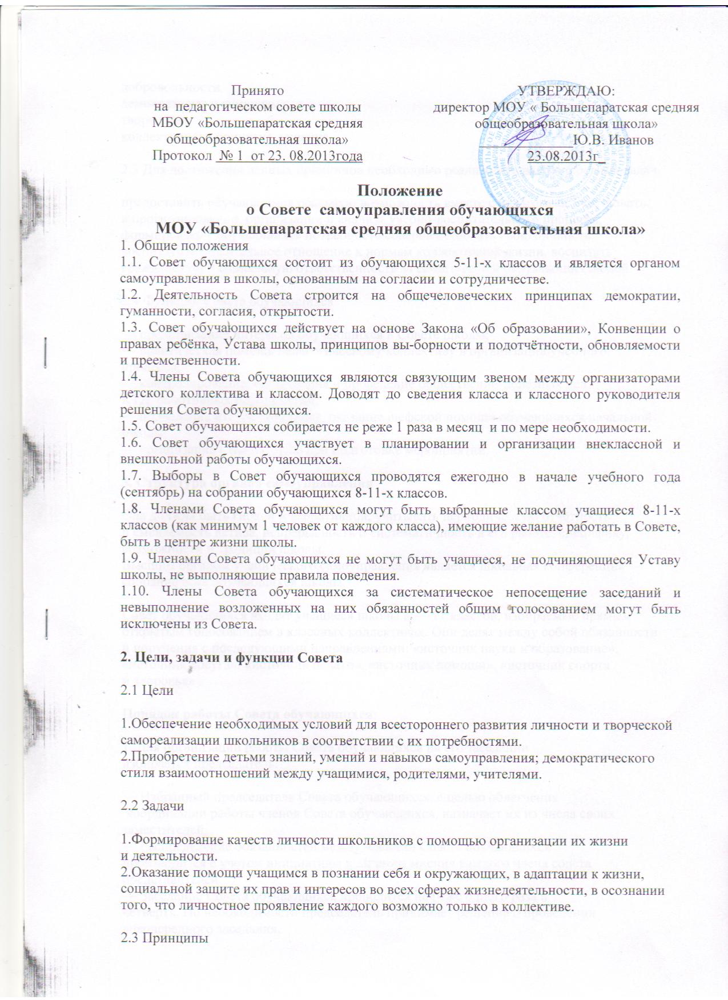 Принято
на педагогическом совете школы
МБОУ «Большепаратская средняя
общеобразовательная школа»
Протокол № 1 от 23. 08.2013года
УТВЕРЖДАЮ:
директор МОУ « Большепаратская средняя
общеобразовательная школа»
____________Ю.В. Иванов
23.08.2013г_
Положение
о Совете самоуправления обучающихся
МОУ «Большепаратская средняя общеобразовательная школа»
1. Общие положения
1.1. Совет обучающихся состоит из обучающихся 5-11-х классов и является органом
самоуправления в школы, основанным на согласии и сотрудничестве.
1.2. Деятельность Совета строится на общечеловеческих принципах демократии,
гуманности, согласия, открытости.
1.3. Совет обучающихся действует на основе Закона «Об образовании», Конвенции о
правах ребёнка, Устава школы, принципов вы-борности и подотчётности, обновляемости
и преемственности.
1.4. Члены Совета обучающихся являются связующим звеном между организаторами
детского коллектива и классом. Доводят до сведения класса и классного руководителя
решения Совета обучающихся.
1.5. Совет обучающихся собирается не реже 1 раза в месяц и по мере необходимости.
1.6. Совет обучающихся участвует в планировании и организации внеклассной и
внешкольной работы обучающихся.
1.7. Выборы в Совет обучающихся проводятся ежегодно в начале учебного года
(сентябрь) на собрании обучающихся 8-11-х классов.
1.8. Членами Совета обучающихся могут быть выбранные классом учащиеся 8-11-х
классов (как минимум 1 человек от каждого класса), имеющие желание работать в Совете,
быть в центре жизни школы.
1.9. Членами Совета обучающихся не могут быть учащиеся, не подчиняющиеся Уставу
школы, не выполняющие правила поведения.
1.10. Члены Совета обучающихся за систематическое непосещение заседаний и
невыполнение возложенных на них обязанностей общим голосованием могут быть
исключены из Совета.
2. Цели, задачи и функции Совета
2.1 Цели
1.Обеспечение необходимых условий для всестороннего развития личности и творческой
самореализации школьников в соответствии с их потребностями.
2.Приобретение детьми знаний, умений и навыков самоуправления; демократического
стиля взаимоотношений между учащимися, родителями, учителями.
2.2 Задачи
1.Формирование качеств личности школьников с помощью организации их жизни
и деятельности.
2.Оказание помощи учащимся в познании себя и окружающих, в адаптации к жизни,
социальной защите их прав и интересов во всех сферах жизнедеятельности, в осознании
того, что личностное проявление каждого возможно только в коллективе.
2.3 Принципы